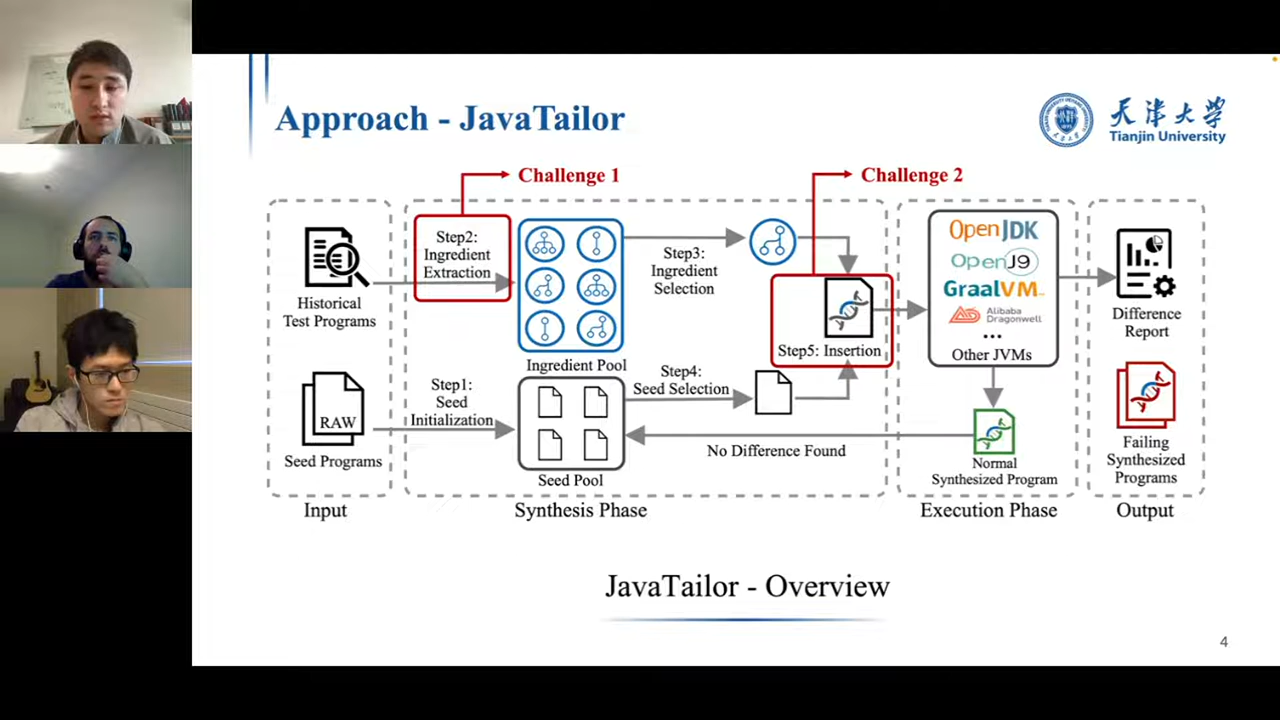 Approach - JavaTailor
天津大学
Tianjin University
Challenge 1
Challenge 2
Historical
Test Programs
RAW
Seed Programs
Input
Step2:
Ingredient
Extraction
Step1:
Seed
Initialization
Ingredient Pool
Seed Pool
Step3:
Ingredient
Selection
Step4:
Seed Selection
Step5: Insertion
No Difference Found
Synthesis Phase
OpenJDK
OpenJ9
GraalVM
Alibaba
Dragonwell
...
Other JVMs
Normal
Synthesized Program
Execution Phase
Difference
Report
Failing
Synthesized
Programs
Output
JavaTailor - Overview
4